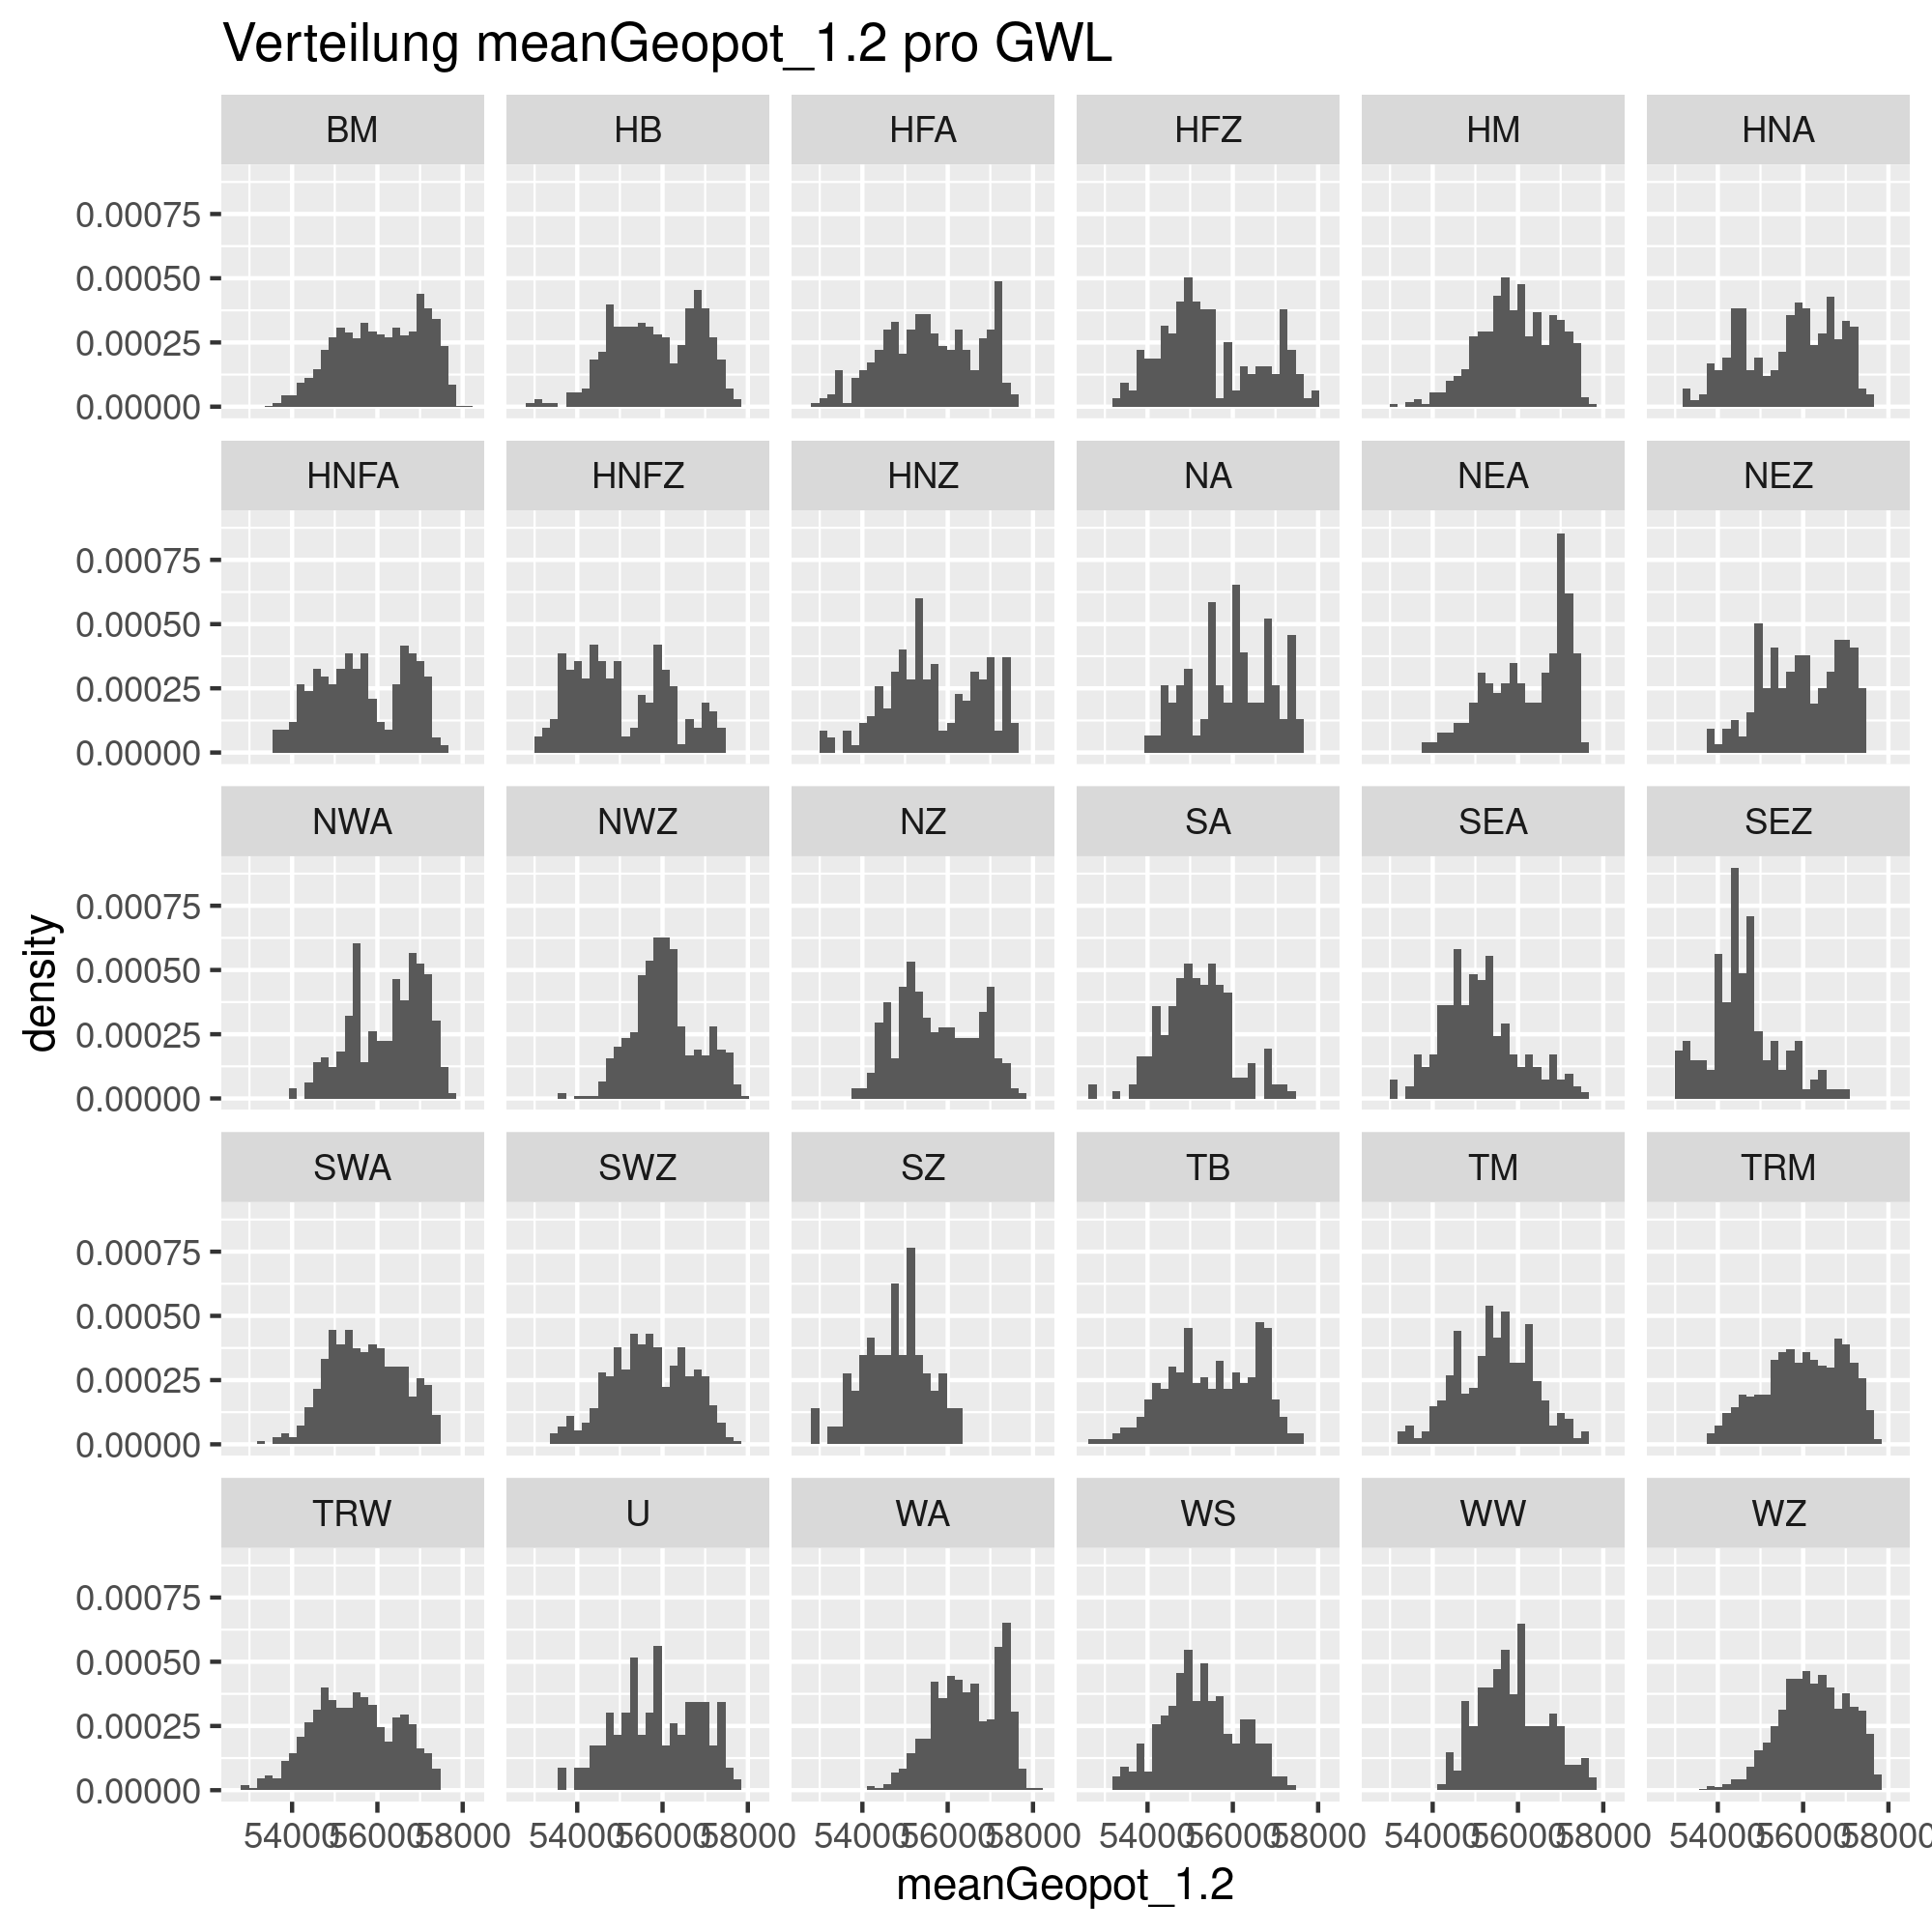 Verteilung meanGeopot_1.2 pro GWL
BM HB HFA HFZ HM HNA
0.00075
0.00050
0.00025
0.00000
HNFA HNFZ HNZ NA NEA NEZ
0.00075
0.00050
0.00025
0.00000
NWA NWZ NZ SA SEA SEZ
0.00075
0.00050
0.00025
0.00000
density
SWA SWZ SZ TB TM TRM
0.00075
0.00050
0.00025
0.00000
TRW U WA WS WW WZ
0.00075
0.00050
0.00025
0.00000
54000 56000 58000 54000 56000 58000 54000 56000 58000 54000 56000 58000 54000 56000 58000 54000 56000 58000
meanGeopot_1.2